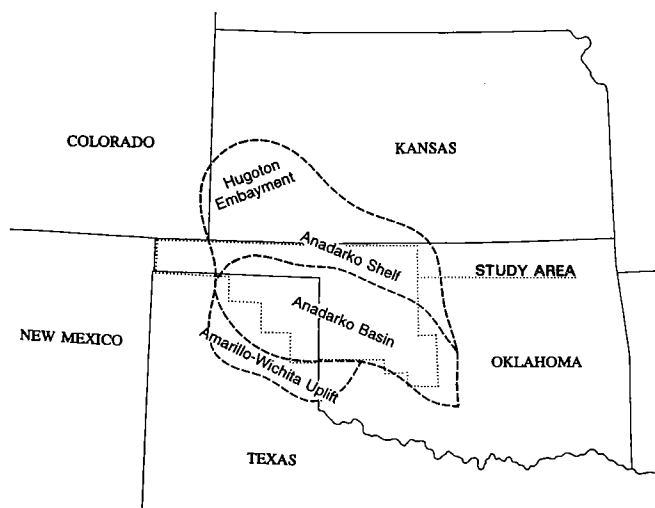 COLORADO
KANSAS
Hugoton
Embayment
Anadarko Shelf
STUDY AREA
Anadarko Basin
NEW MEXICO
OKLAHOMA
Amarillo-Wichita Uplift
TEXAS